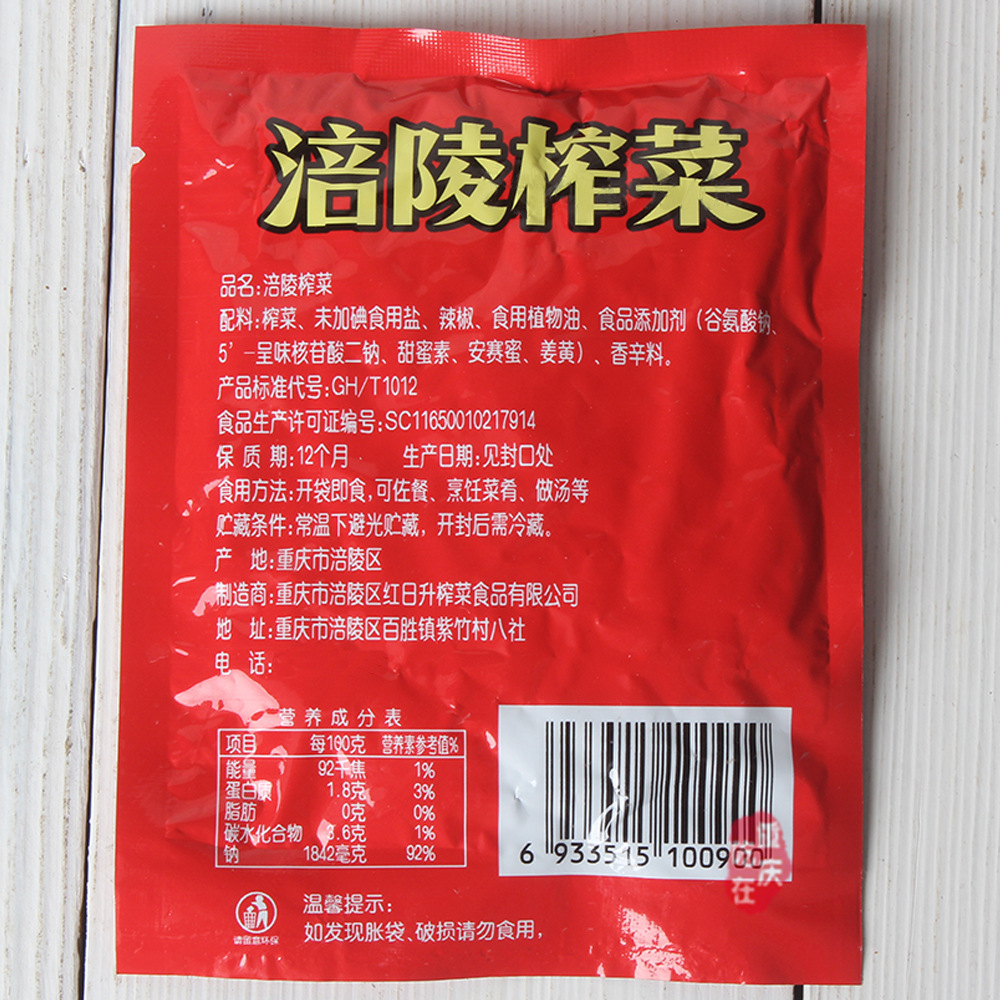 涪陵榨菜
品名:涪陵榨菜
配料:榨菜、未加碘食用盐、辣椒、食用植物油、食品添加剂(谷氨酸钠、
5'-呈味核苷酸二钠、甜蜜素、安赛蜜、姜黄)、香辛料。
产品标准代号:GH/T1012
食品生产许可证编号:SC11650010217914
保 质 期:12个月 生产日期:见封口处
食用方法:开袋即食,可佐餐、烹饪菜肴、做汤等
贮藏条件:常温下避光贮藏,开封后需冷藏。
产 地:重庆市涪陵区
制造商:重庆市涪陵区红日升榨菜食品有限公司
地 址:重庆市涪陵区百胜镇紫竹村八社
电 话:
营养成分表
项目 每100克 营养素参考值%
能量 92千焦 1%
蛋白质 1.8克 3%
脂肪 0克 0%
碳水化合物 3.6克 1%
钠 1842毫克 92%
6 933515 100900
请留意环保
温馨提示:
如发现胀袋、破损请勿食用,